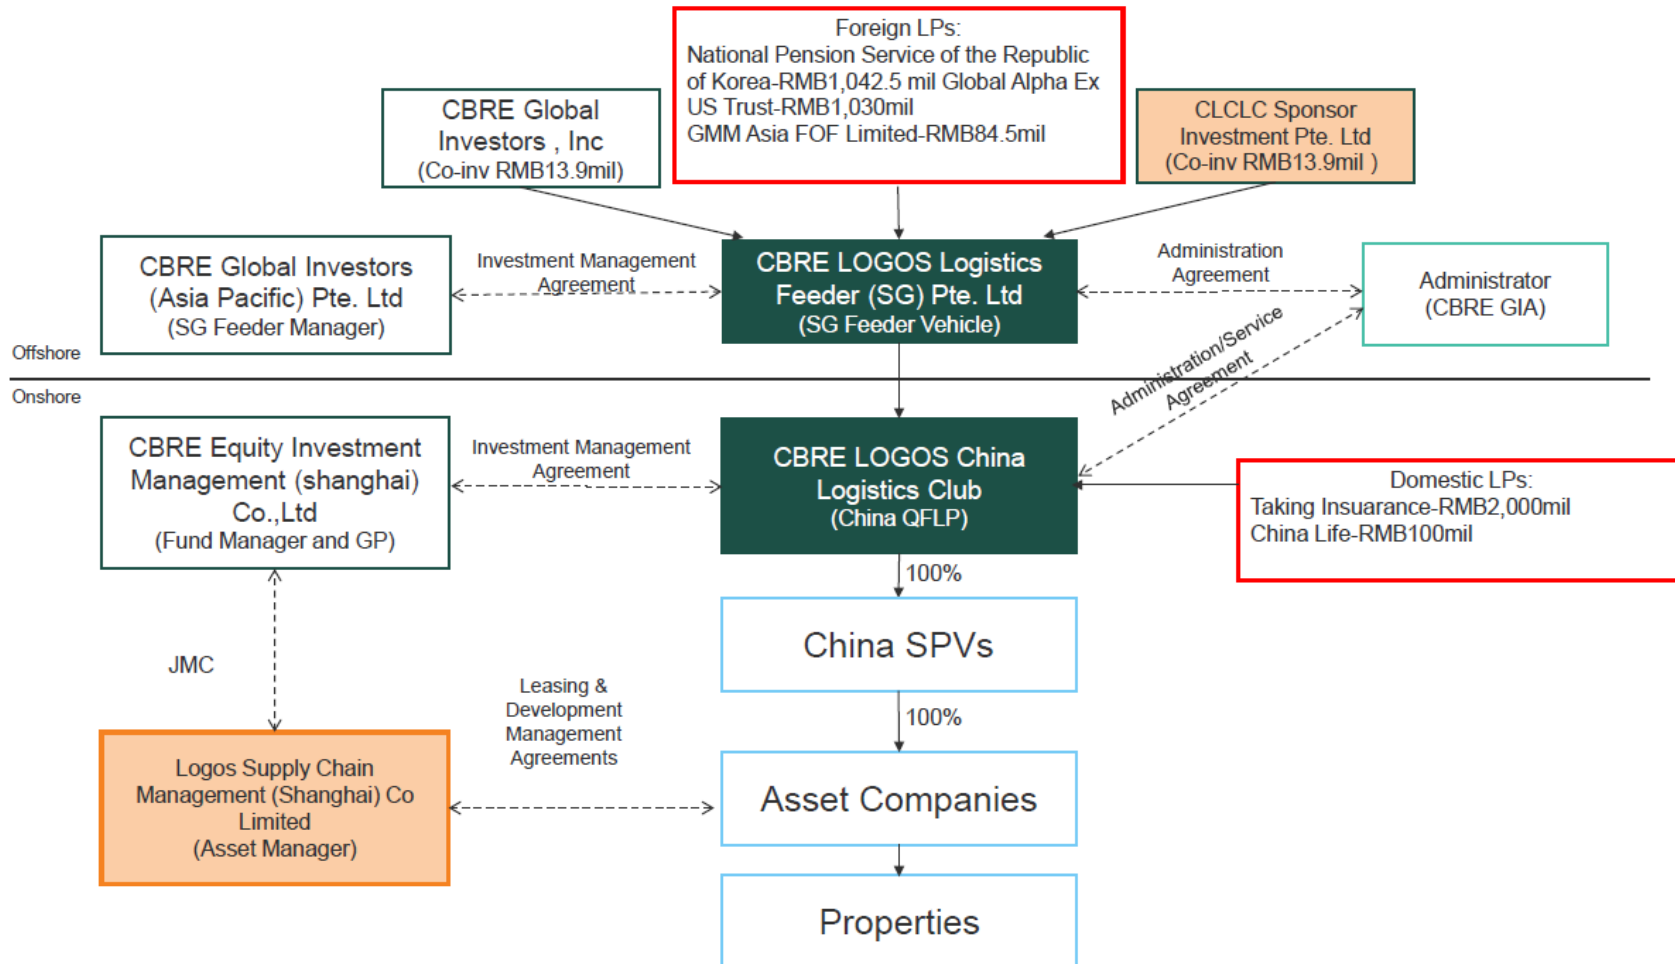 Foreign LPs:
National Pension Service of the Republic
of Korea-RMB1,042.5 mil Global Alpha Ex
US Trust-RMB1,030mil
GMM Asia FOF Limited-RMB84.5mil
CBRE Global
Investors , Inc
(Co-inv RMB13.9mil)
CLCLC Sponsor
Investment Pte. Ltd
(Co-inv RMB13.9mil )
CBRE Global Investors
(Asia Pacific) Pte. Ltd
(SG Feeder Manager)
Investment Management
Agreement
CBRE LOGOS Logistics
Feeder (SG) Pte. Ltd
(SG Feeder Vehicle)
Administration
Agreement
Administrator
(CBRE GIA)
Offshore
Onshore
Administration/Service
Agreement
CBRE Equity Investment
Management (shanghai)
Co.,Ltd
(Fund Manager and GP)
Investment Management
Agreement
CBRE LOGOS China
Logistics Club
(China QFLP)
Domestic LPs:
Taking Insuarance-RMB2,000mil
China Life-RMB100mil
100%
China SPVs
JMC
Leasing &
Development
Management
Agreements
100%
Logos Supply Chain
Management (Shanghai) Co
Limited
(Asset Manager)
Asset Companies
Properties